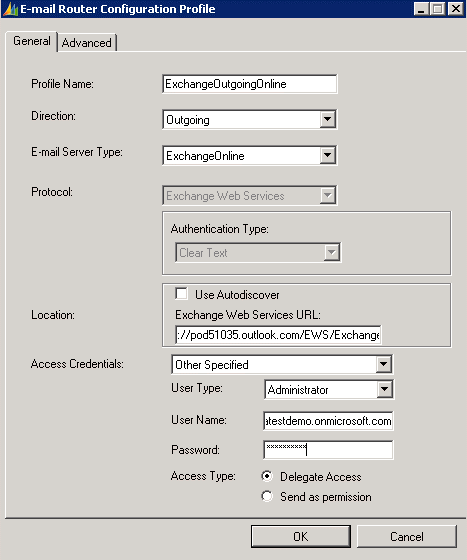 E-mail Router Configuration Profile
General Advanced
Profile Name: ExchangeOutgoingOnline
Direction: Outgoing
E-mail Server Type: ExchangeOnline
Protocol: Exchange Web Services
Authentication Type:
Clear Text
Use Autodiscover
Location: Exchange Web Services URL:
://pod51035.outlook.com/EWS/Exchange
Access Credentials: Other Specified
User Type: Administrator
User Name: atestdemo.onmicrosoft.com
Password: **********
Access Type: Delegate Access
Send as permission
OK Cancel